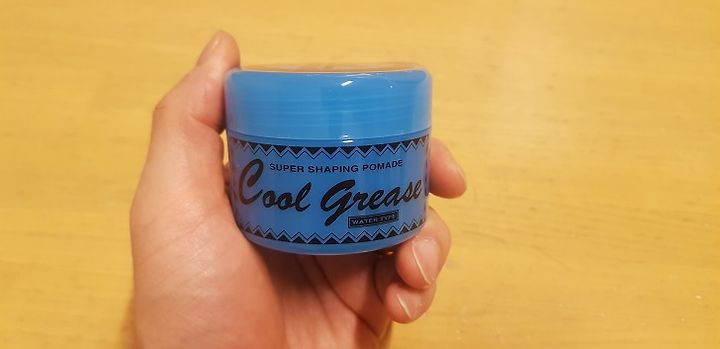 SUPER SHAPING POMADE
Cool Grease
WATER TYPE